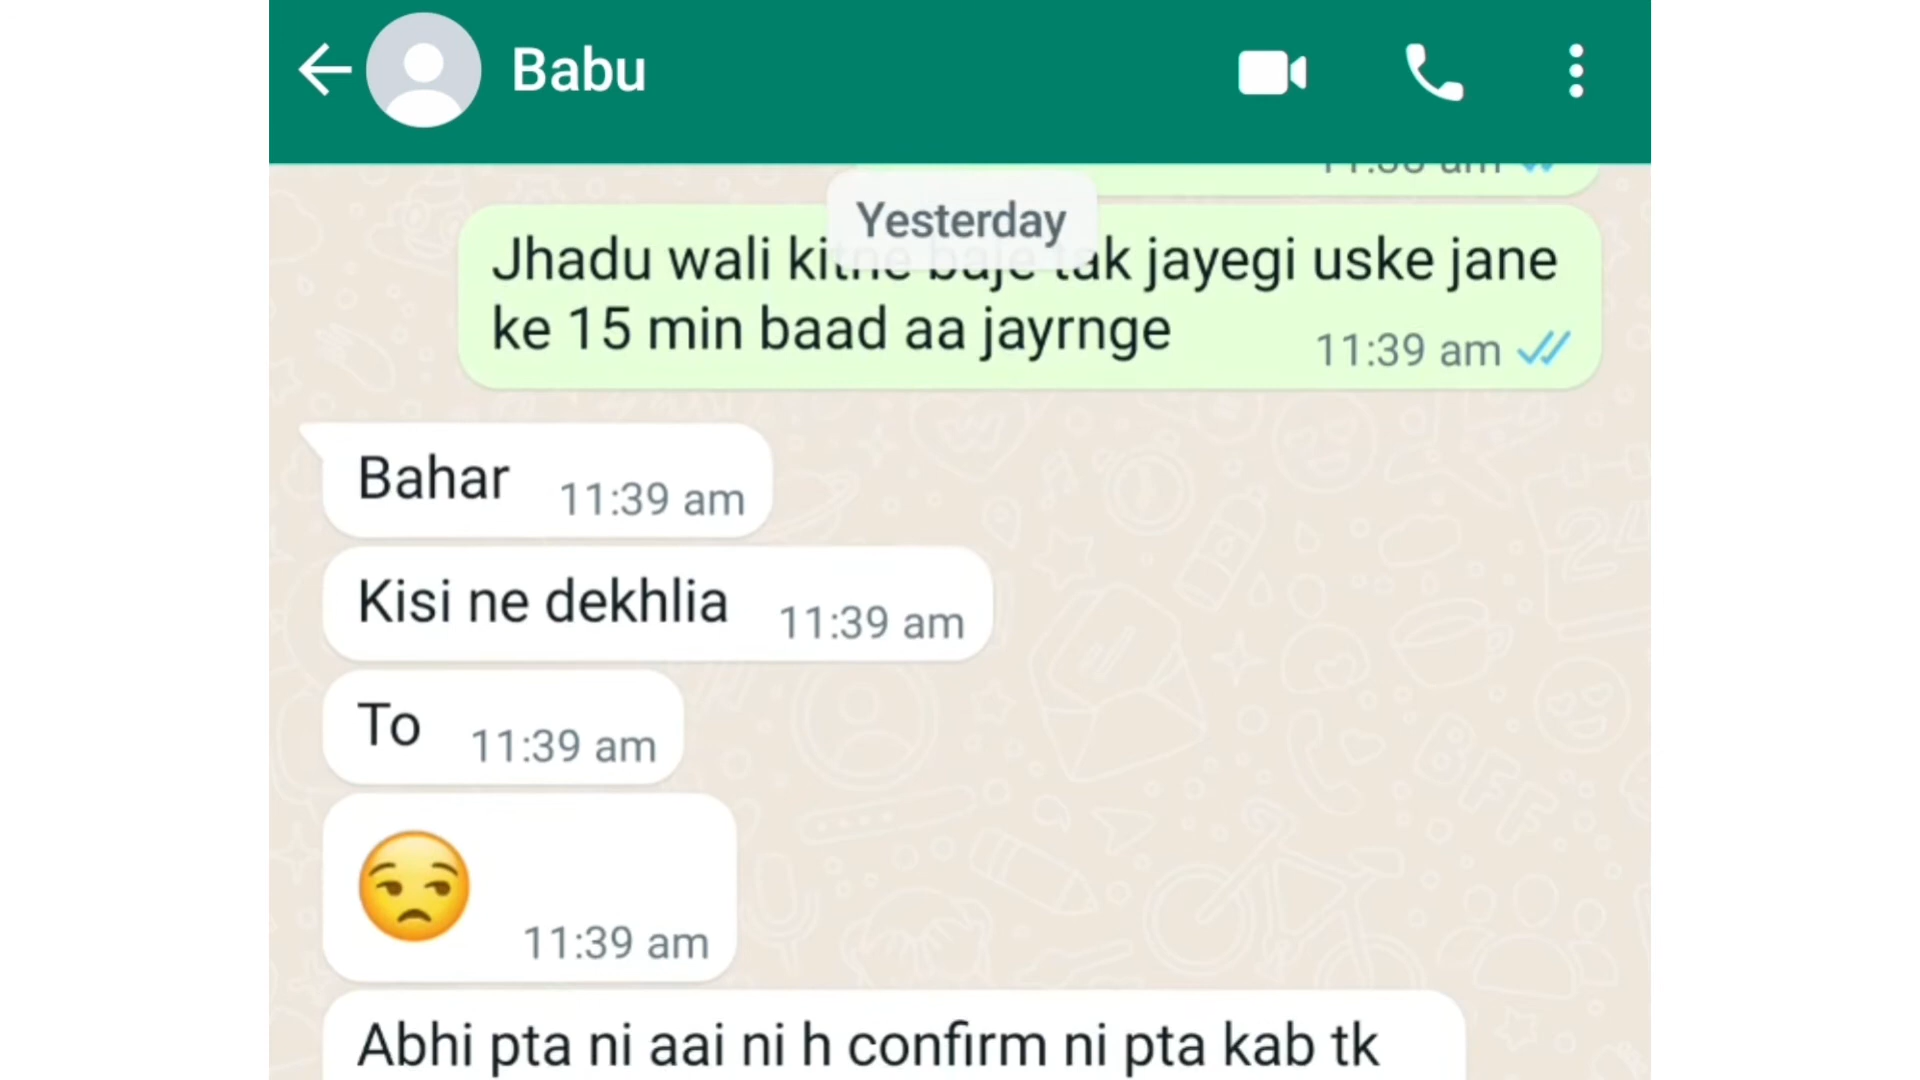 Babu
Yesterday
Jhadu wali kitne baje tak jayegi uske jane
ke 15 min baad aa jayrnge
11:39 am
Bahar
11:39 am
Kisi ne dekhlia
11:39 am
To
11:39 am
11:39 am
Abhi pta ni aai ni h confirm ni pta kab tk